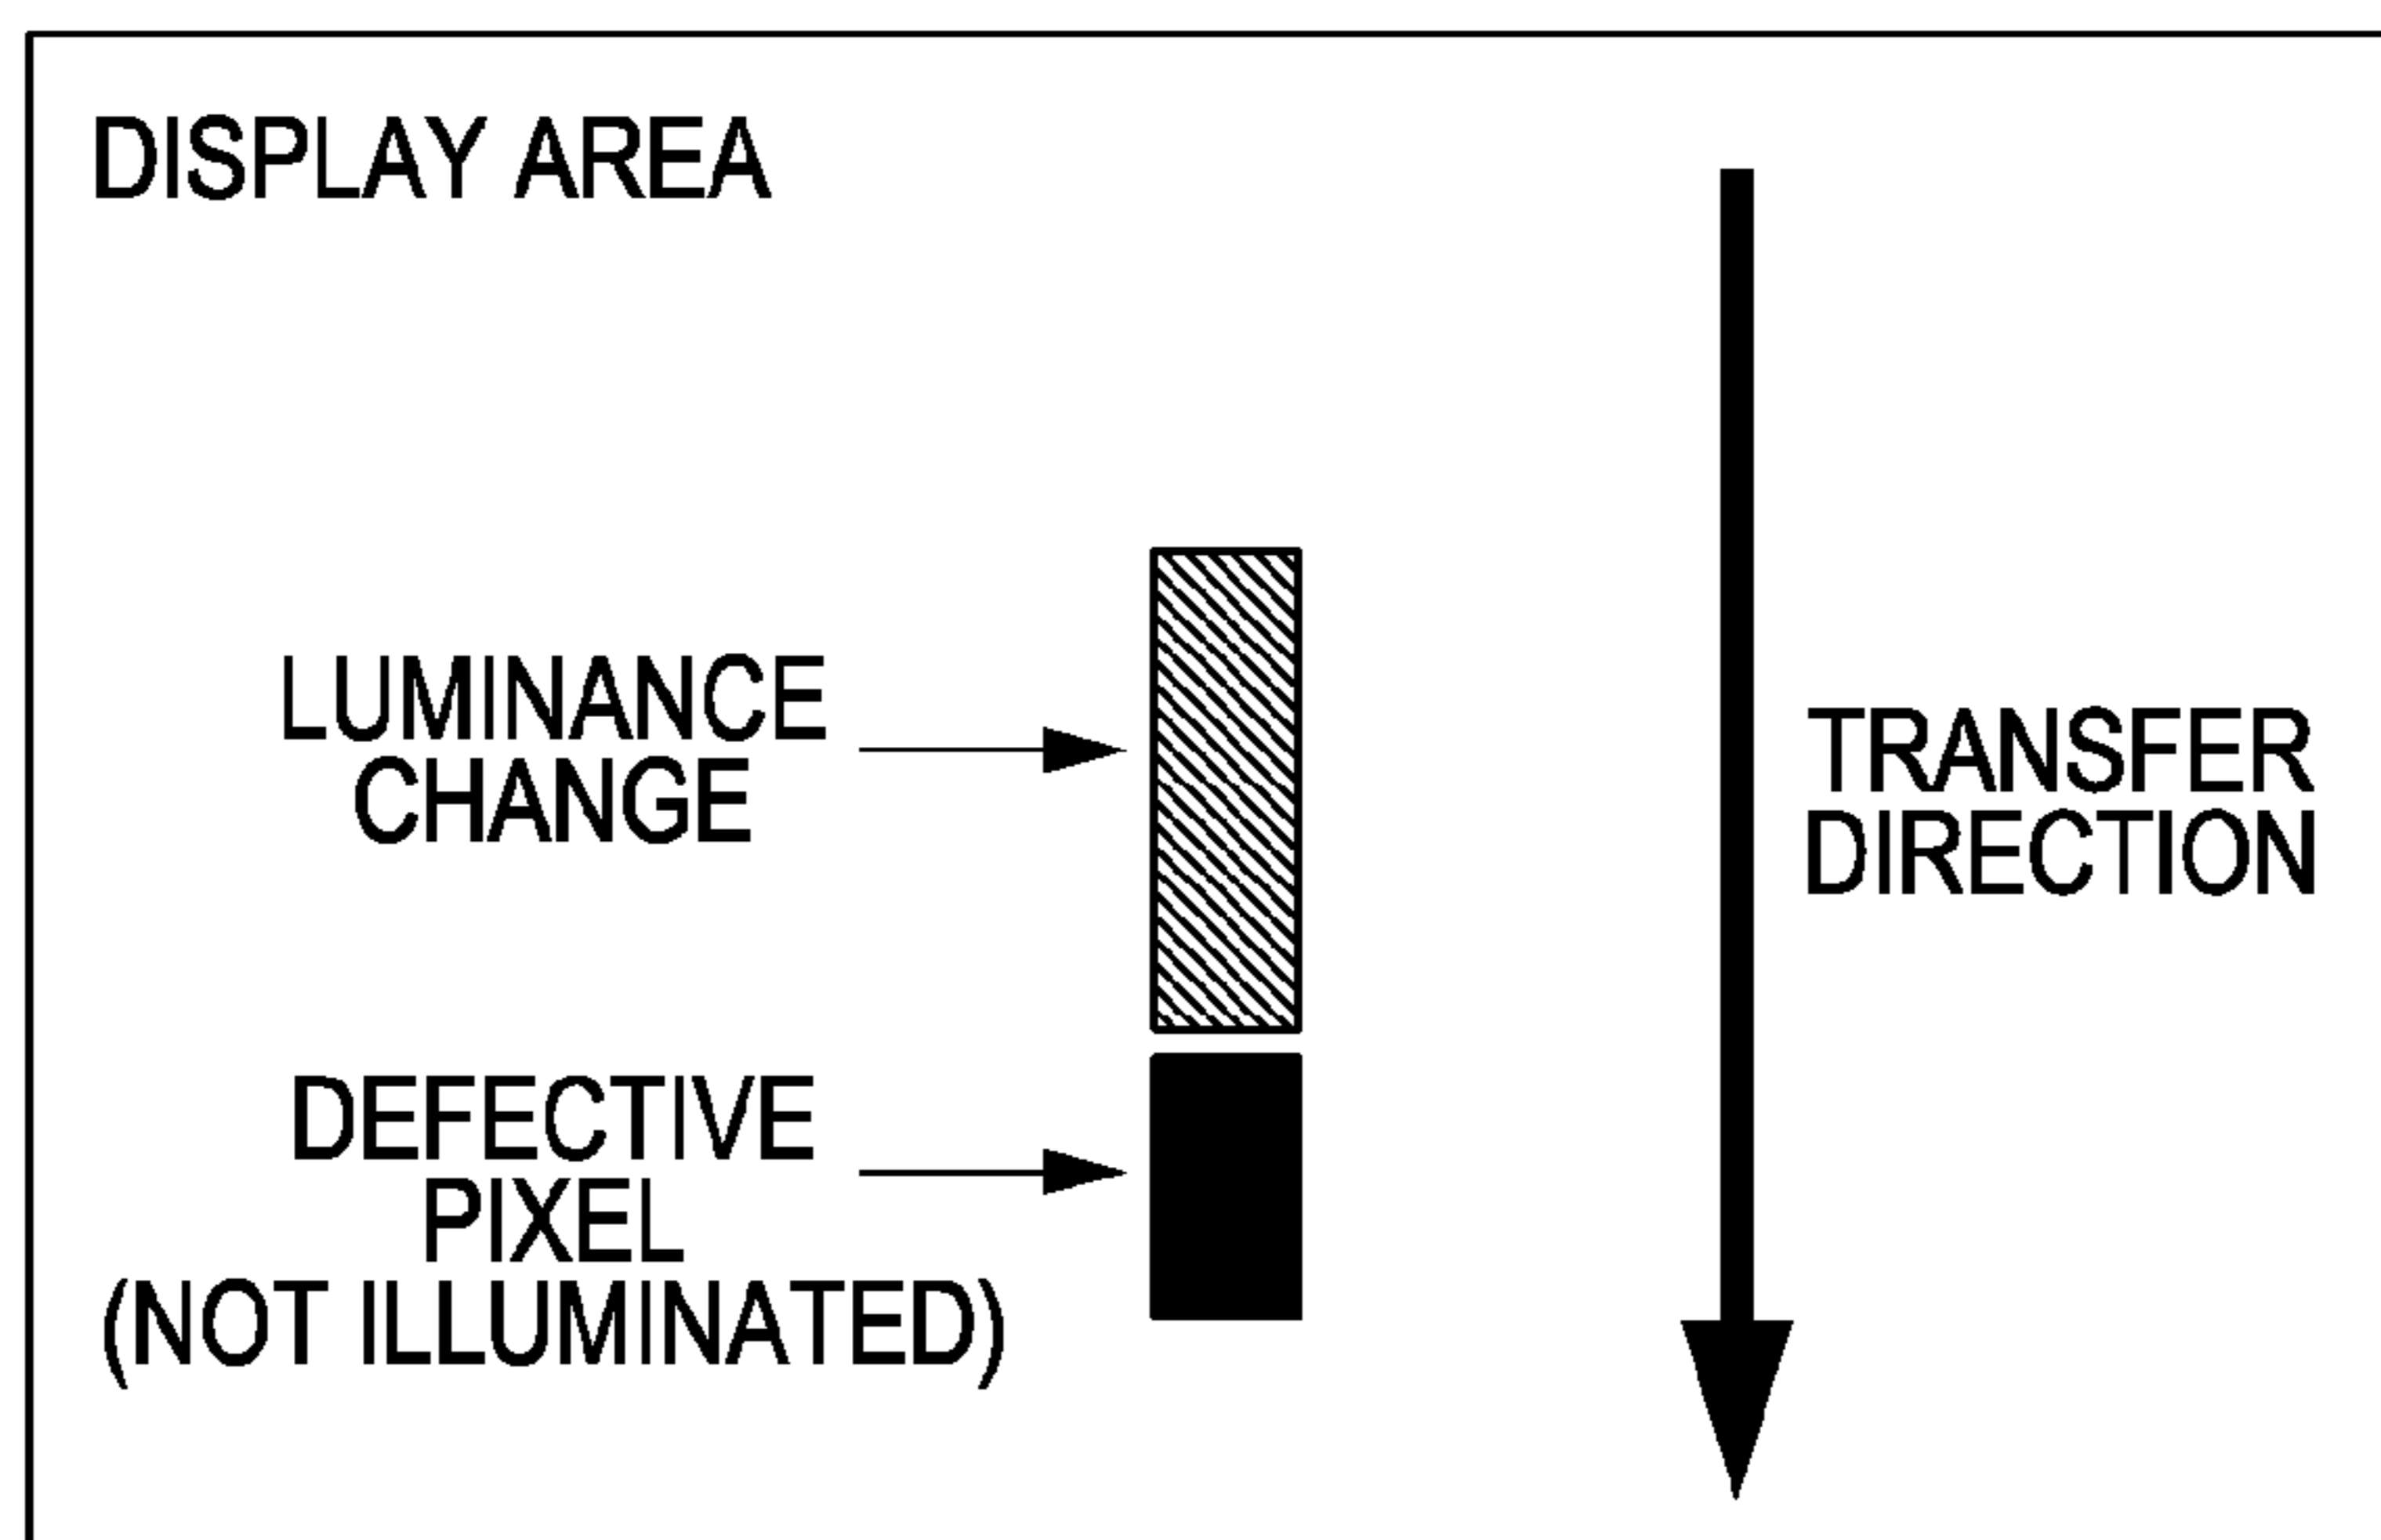 DISPLAY AREA
LUMINANCE
CHANGE
TRANSFER
DIRECTION
DEFECTIVE
PIXEL
(NOT ILLUMINATED)